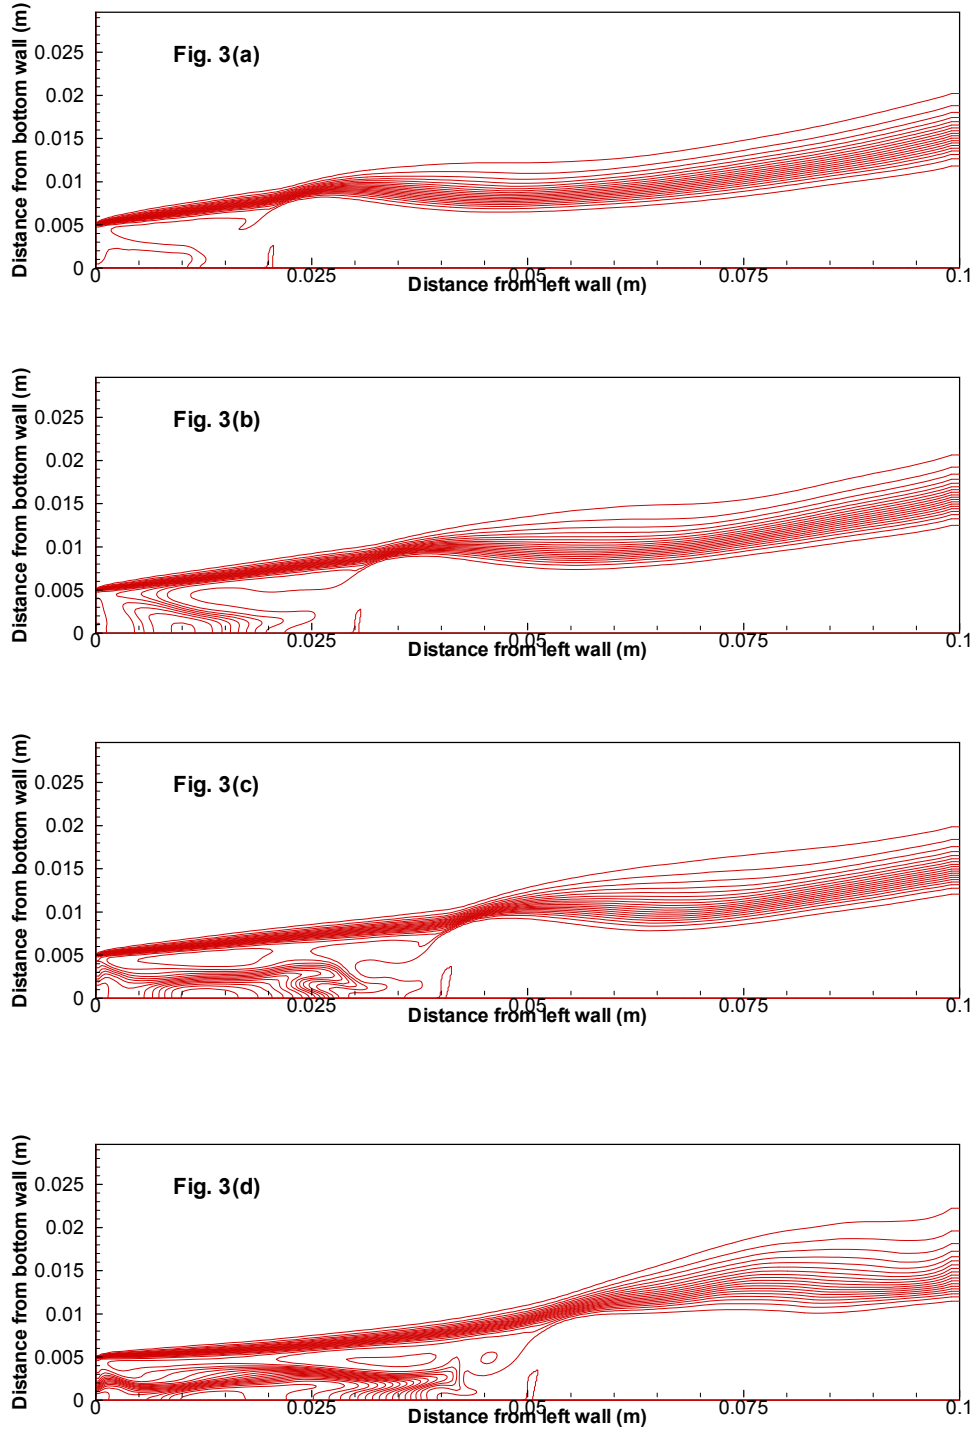 Distance from bottom wall (m)
0.025
0.02
0.015
0.01
0.005
0
Fig. 3(a)
0 0.025 0.05 0.075 0.1
Distance from left wall (m)
Distance from bottom wall (m)
0.025
0.02
0.015
0.01
0.005
0
Fig. 3(b)
0 0.025 0.05 0.075 0.1
Distance from left wall (m)
Distance from bottom wall (m)
0.025
0.02
0.015
0.01
0.005
0
Fig. 3(c)
0 0.025 0.05 0.075 0.1
Distance from left wall (m)
Distance from bottom wall (m)
0.025
0.02
0.015
0.01
0.005
0
Fig. 3(d)
0 0.025 0.05 0.075 0.1
Distance from left wall (m)